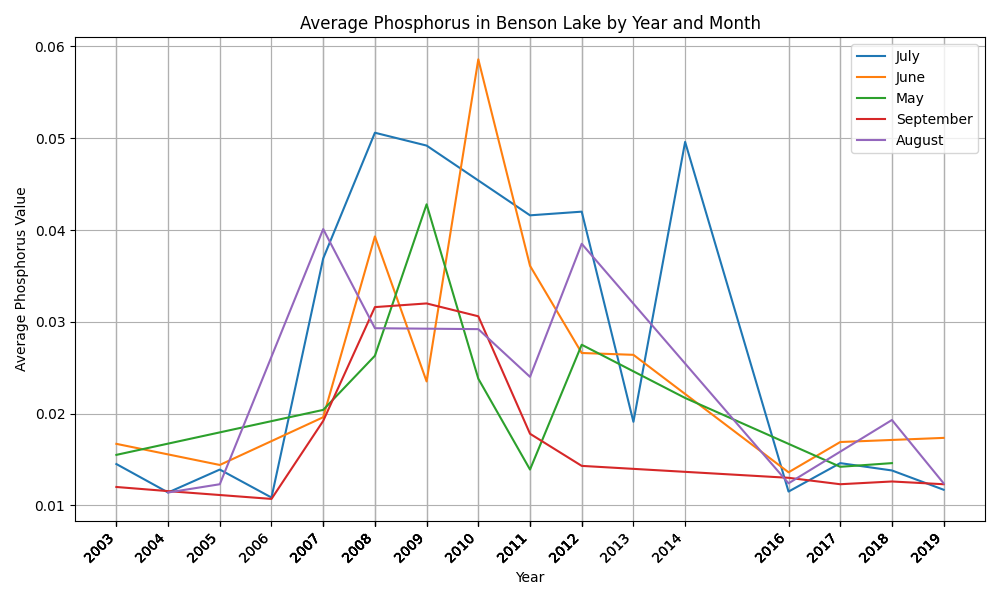 Average Phosphorus in Benson Lake by Year and Month
July
June
May
September
August
Average Phosphorus Value
0.06
0.05
0.04
0.03
0.02
0.01
2003 2004 2005 2006 2007 2008 2009 2010 2011 2012 2013 2014 2016 2017 2018 2019
Year